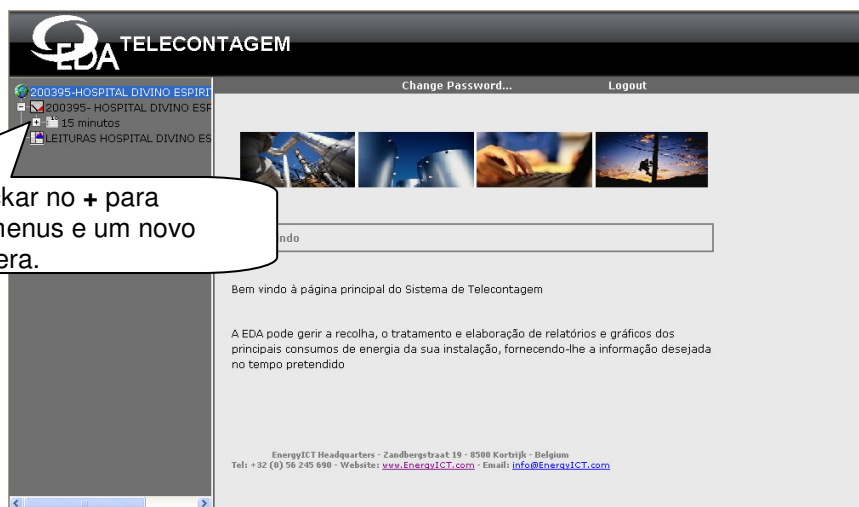 EDA TELECONTAGEM
Change Password... Logout
200395-HOSPITAL DIVINO ESPIRI
200395- HOSPITAL DIVINO ESP
15 minutos
LEITURAS HOSPITAL DIVINO ES
kar no + para
enus e um novo
era.
ndo
Bem vindo à página principal do Sistema de Telecontagem
A EDA pode gerir a recolha, o tratamento e elaboração de relatórios e gráficos dos
principais consumos de energia da sua instalação, fornecendo-lhe a informação desejada
no tempo pretendido
EnergyICT Headquarters - Zandbergstraat 19 - 8500 Kortrijk - Belgium
Tel: +32 (0) 56 245 690 - Website: www.EnergyICT.com - Email: info@EnergyICT.com